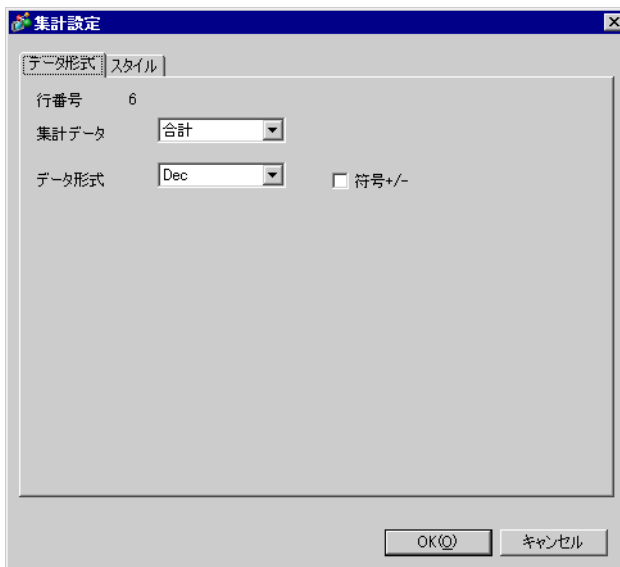 集計設定
データ形式 スタイル
行番号 6
集計データ 合計
データ形式 Dec 符号+/-
OK(O) キャンセル